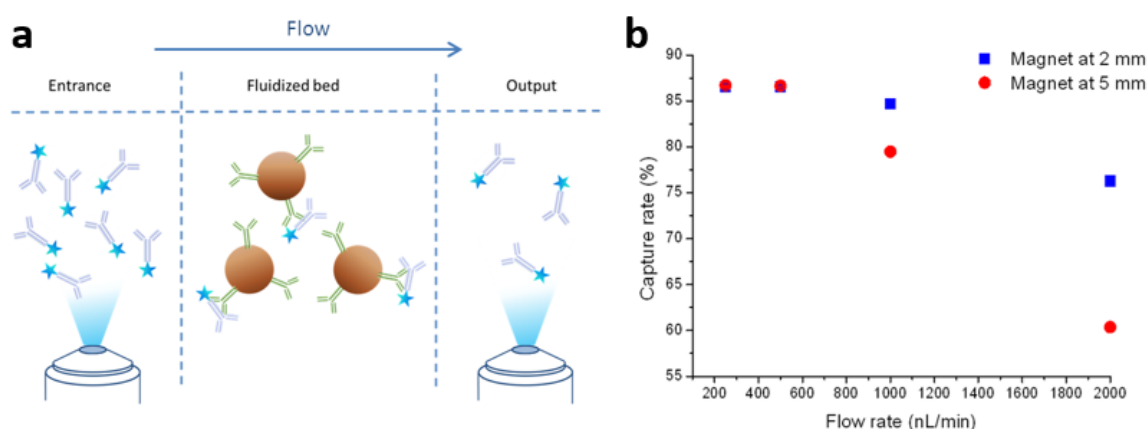 a
Flow
Entrance
Fluidized bed
Output
b
Magnet at 2 mm
Magnet at 5 mm
Capture rate (%)
90
85
80
75
70
65
60
55
200 400 600 800 1000 1200 1400 1600 1800 2000
Flow rate (nL/min)